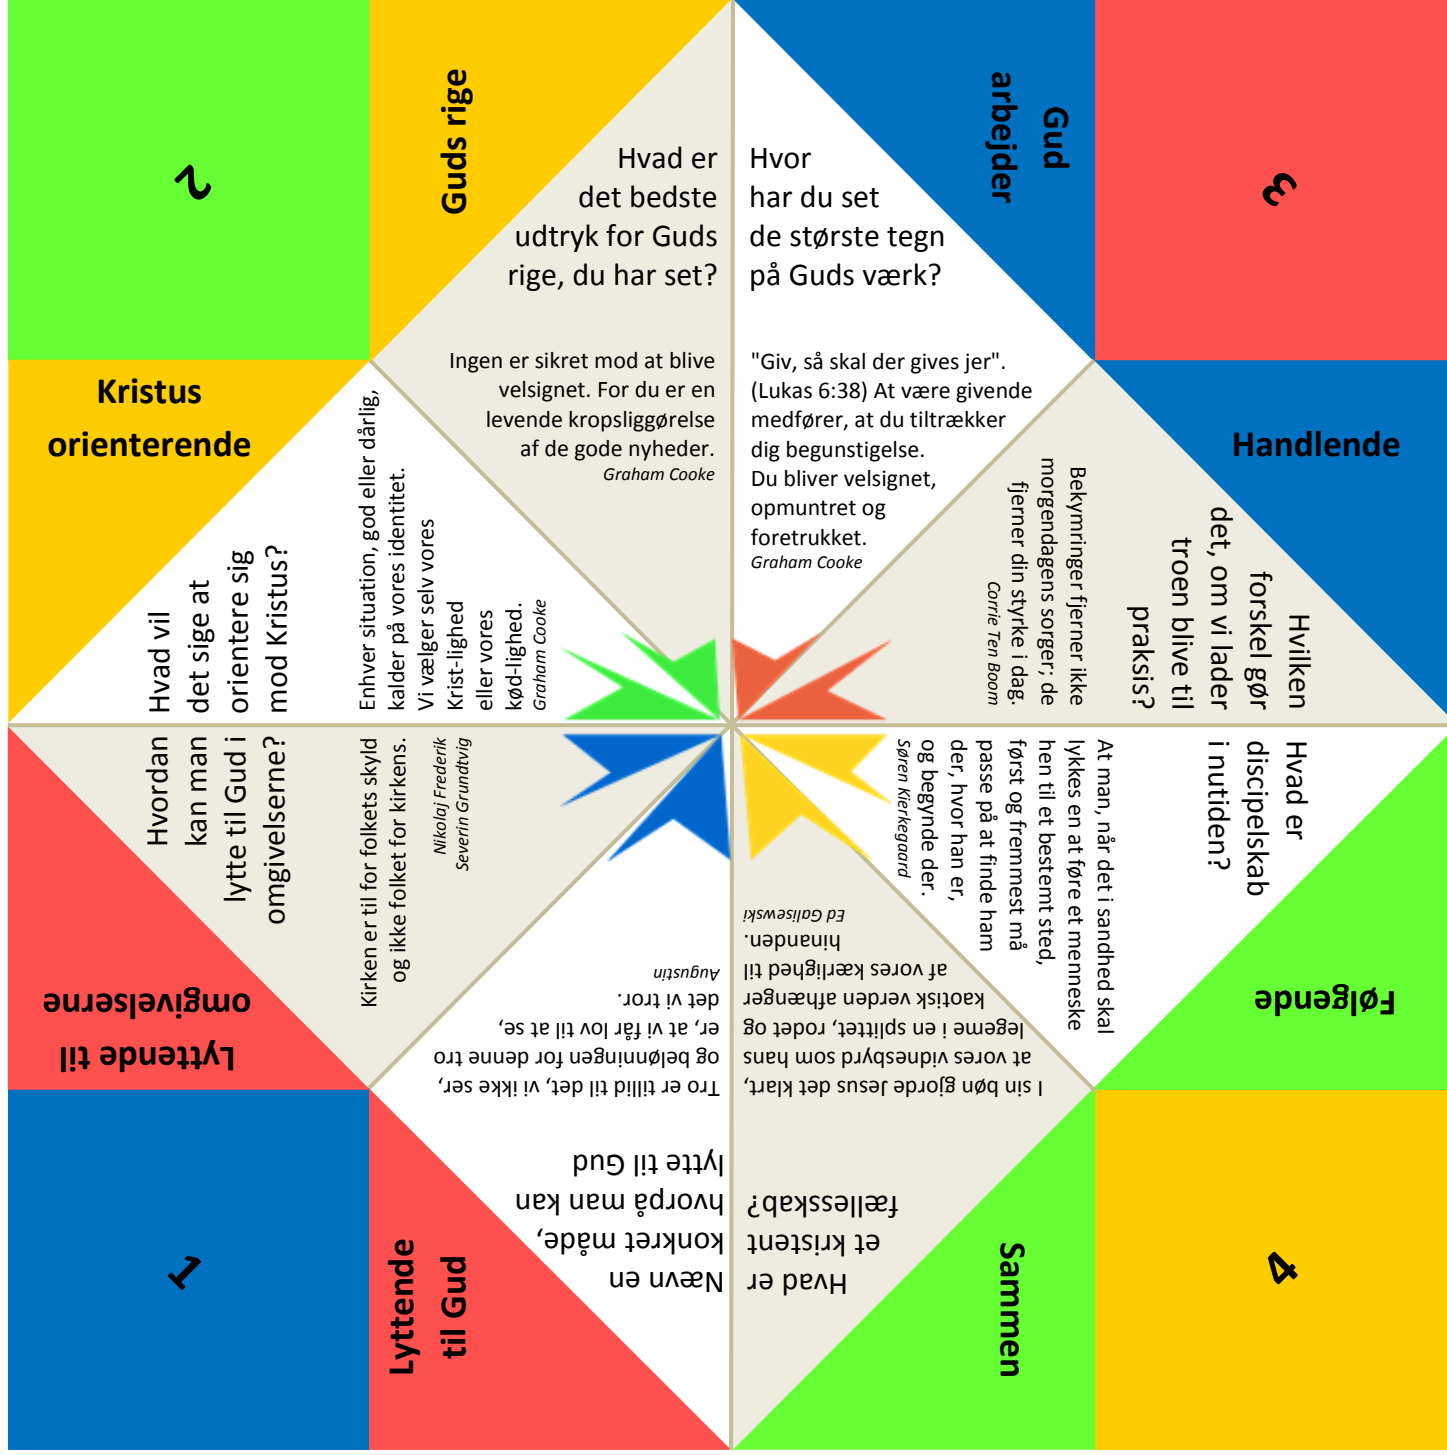 2
Guds rige
Hvad er
det bedste
udtryk for Guds
rige, du har set?
Ingen er sikret mod at blive
velsignet. For du er en
levende kropsliggørelse
af de gode nyheder.
Graham Cooke
Gud
arbejder
Hvor
har du set
de største tegn
på Guds værk?
"Giv, så skal der gives jer".
(Lukas 6:38) At være givende
medfører, at du tiltrækker
dig begunstigelse.
Du bliver velsignet,
opmuntret og
foretrukket.
Graham Cooke
3
Handlende
Hvilken
forskel gør
det, om vi lader
troen blive til
praksis?
Bekymringer fjerner ikke
morgendagens sorger; de
fjerner din styrke i dag.
Corrie Ten Boom
Følgende
Hvad er
discipelskab
i nutiden?
At man, når det i sandhed skal
lykkes en at føre et menneske
hen til et bestemt sted,
først og fremmest må
passe på at finde ham
der, hvor han er,
og begynde der.
Søren Kierkegaard
4
Sammen
Hvad er
et kristent
fællesskab?
I sin bøn gjorde Jesus det klart,
at vores vidnesbyrd som hans
legeme i en splittet, rodet og
kaotisk verden afhænger
af vores kærlighed til
hinanden.
Ed Galisewski
Lyttende
til Gud
Nævn en
konkret måde,
hvorpå man kan
lytte til Gud
Tro er tillid til det, vi ikke ser,
og belønningen for denne tro
er, at vi får lov til at se,
det vi tror.
Augustin
1
Lyttende til
omgivelserne
Hvordan
kan man
lytte til Gud i
omgivelserne?
Kirken er til for folkets skyld
og ikke folket for kirkens.
Nikolaj Frederik
Severin Grundtvig
Kristus
orienterende
Hvad vil
det sige at
orientere sig
mod Kristus?
Enhver situation, god eller dårlig,
kalder på vores identitet.
Vi vælger selv vores
Krist-lighed
eller vores
kød-lighed.
Graham Cooke